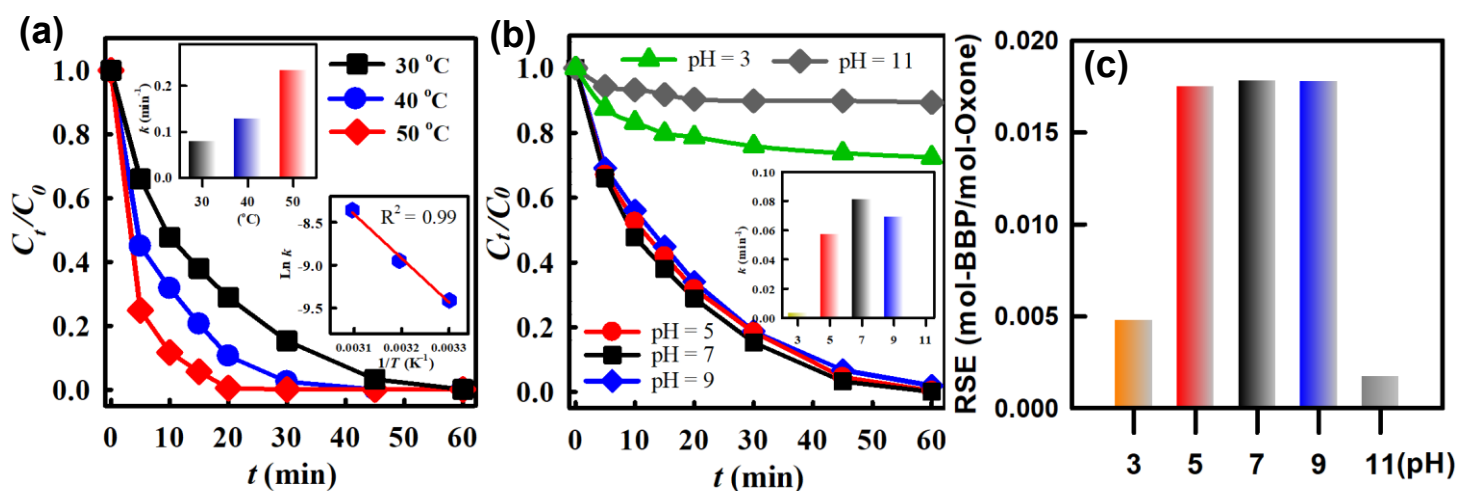 (a)
30 °C
40 °C
50 °C
k (min⁻¹)
0.2
0.1
0.0
30 40 50
(°C)
R² = 0.99
Ln k
-8.5
-9.0
-9.5
0.0031 0.0032 0.0033
1/T (K⁻¹)
Cₜ/C₀
1.0
0.8
0.6
0.4
0.2
0.0
0 10 20 30 40 50 60
t (min)
(b)
pH = 3 pH = 11
k (min⁻¹)
0.10
0.08
0.06
0.04
0.02
0.00
3 5 7 9 11
pH = 5
pH = 7
pH = 9
Cₜ/C₀
1.0
0.8
0.6
0.4
0.2
0.0
0 10 20 30 40 50 60
t (min)
(c)
RSE (mol-BBP/mol-Oxone)
0.020
0.015
0.010
0.005
0.000
3 5 7 9 11(pH)